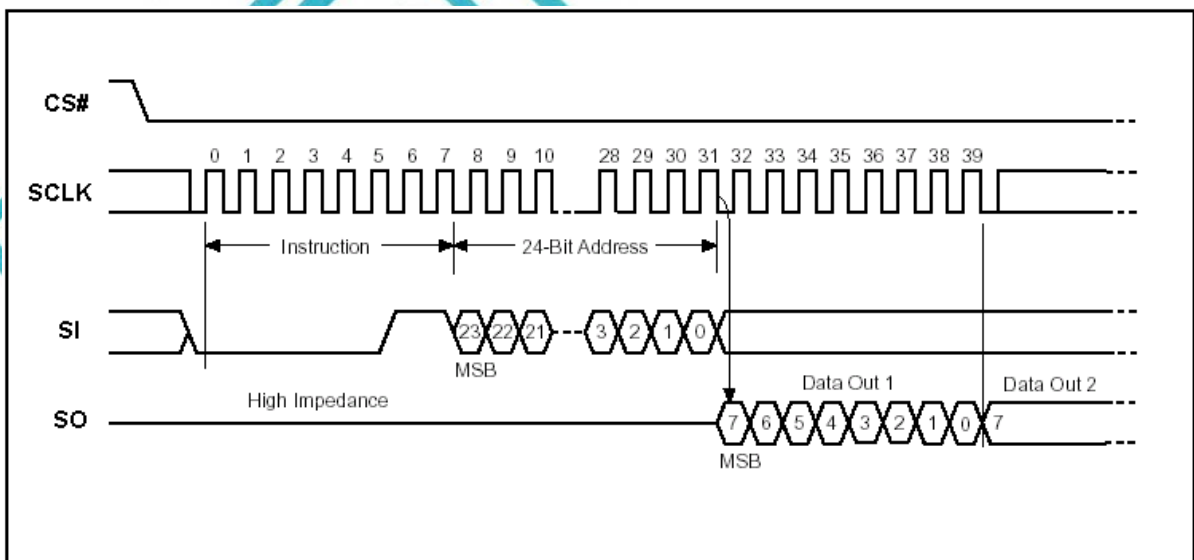 CS#
0 1 2 3 4 5 6 7 8 9 10 28 29 30 31 32 33 34 35 36 37 38 39
SCLK
Instruction 24-Bit Address
SI 23 22 21 3 2 1 0
MSB
Data Out 1 Data Out 2
High Impedance
SO 7 6 5 4 3 2 1 0 7
MSB